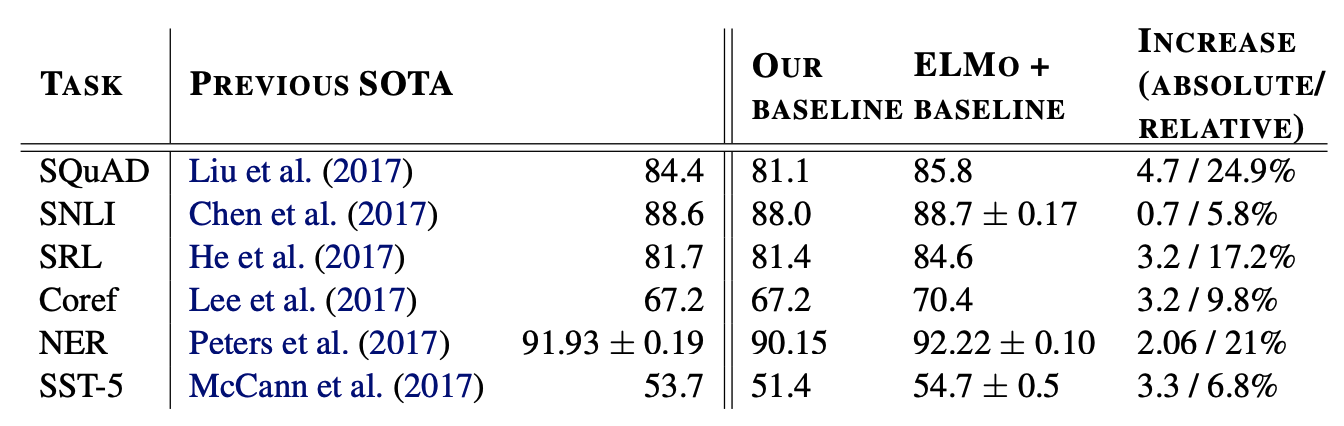 TASK PREVIOUS SOTA OUR BASELINE ELMO + BASELINE INCREASE (ABSOLUTE/ RELATIVE)
SQuAD Liu et al. (2017) 84.4 81.1 85.8 4.7 / 24.9%
SNLI Chen et al. (2017) 88.6 88.0 88.7 ± 0.17 0.7 / 5.8%
SRL He et al. (2017) 81.7 81.4 84.6 3.2 / 17.2%
Coref Lee et al. (2017) 67.2 67.2 70.4 3.2 / 9.8%
NER Peters et al. (2017) 91.93 ± 0.19 90.15 92.22 ± 0.10 2.06 / 21%
SST-5 McCann et al. (2017) 53.7 51.4 54.7 ± 0.5 3.3 / 6.8%